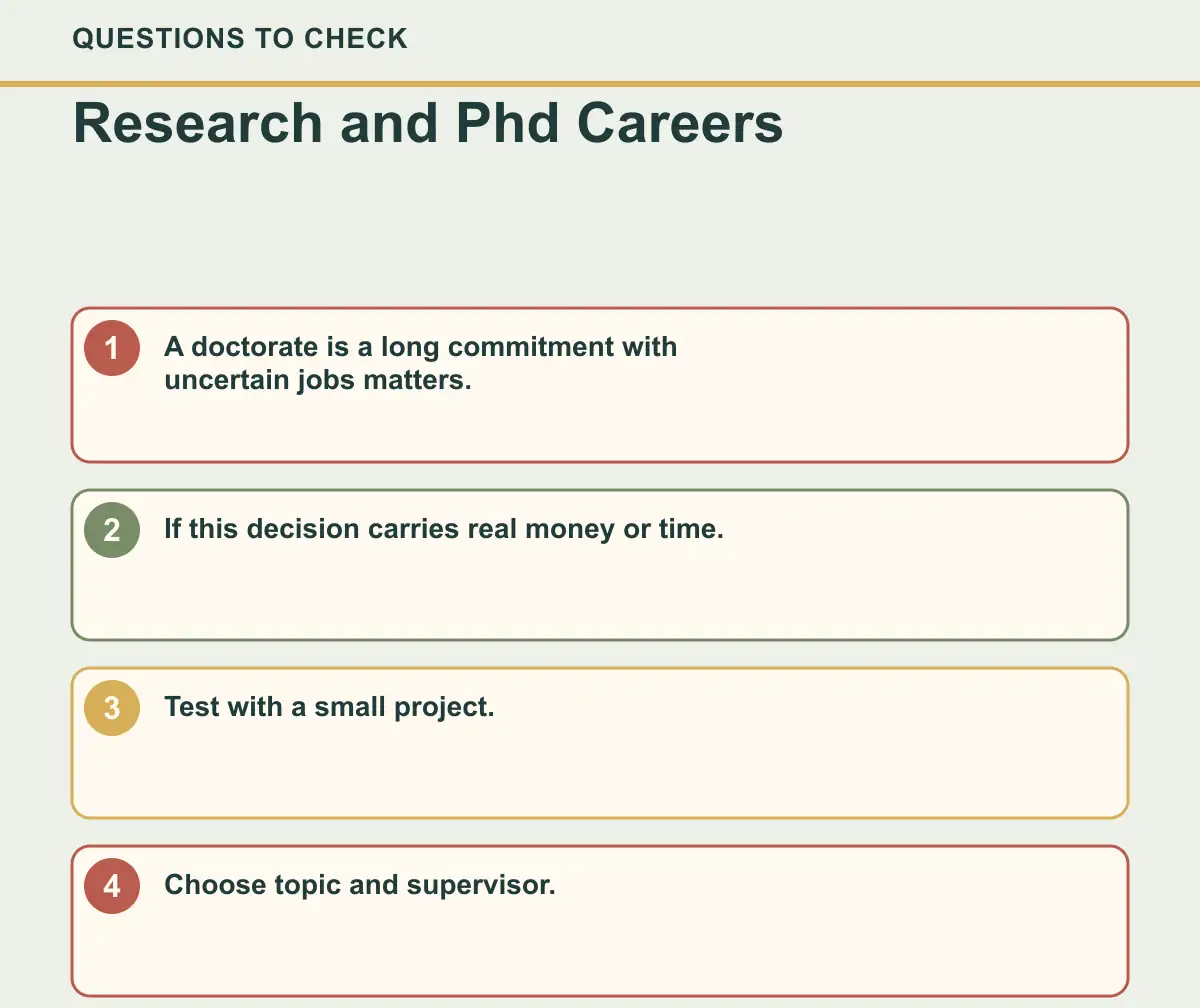 QUESTIONS TO CHECK
Research and Phd Careers
1
A doctorate is a long commitment with
uncertain jobs matters.
2
If this decision carries real money or time.
3
Test with a small project.
4
Choose topic and supervisor.